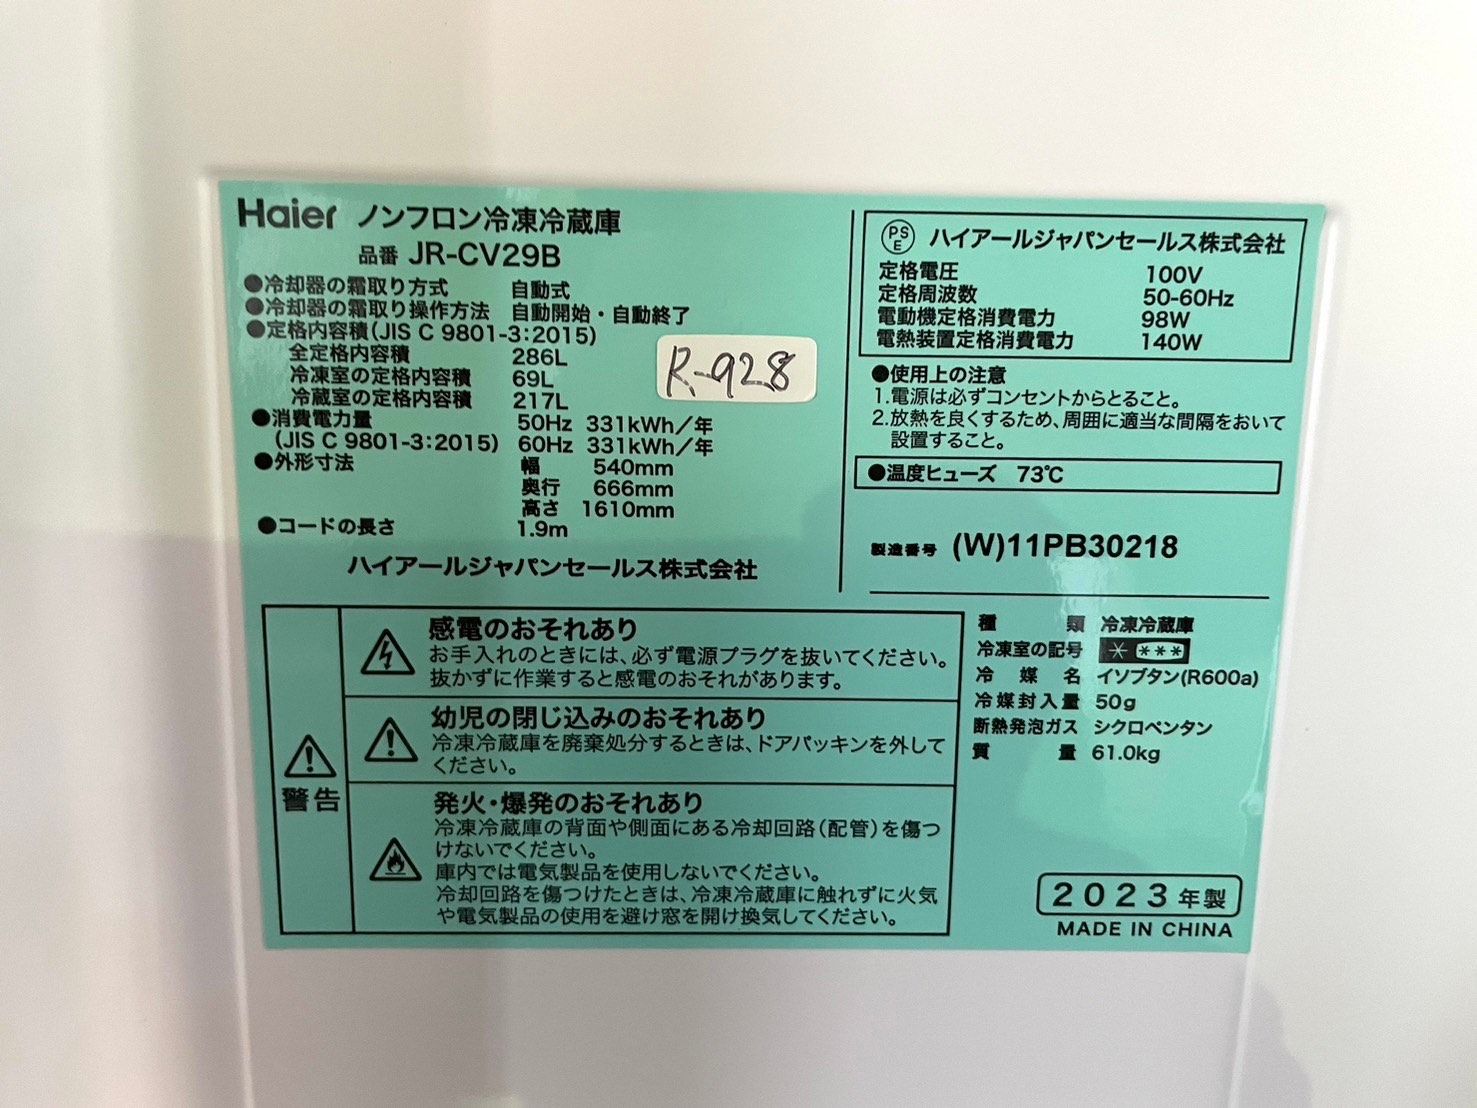 Haier ノンフロン冷凍冷蔵庫
品番 JR-CV29B
●冷却器の霜取り方式 自動式
●冷却器の霜取り操作方法 自動開始・自動終了
●定格内容積(JIS C 9801-3:2015)
全定格内容積 286L
冷凍室の定格内容積 69L
冷蔵室の定格内容積 217L
●消費電力量 50Hz 331kWh/年
(JIS C 9801-3:2015) 60Hz 331kWh/年
●外形寸法 幅 540mm
奥行 666mm
高さ 1610mm
●コードの長さ 1.9m
ハイアールジャパンセールス株式会社
R-928
PS
E
ハイアールジャパンセールス株式会社
定格電圧 100V
定格周波数 50-60Hz
電動機定格消費電力 98W
電熱装置定格消費電力 140W
●使用上の注意
1.電源は必ずコンセントからとること。
2.放熱を良くするため、周囲に適当な間隔をおいて
設置すること。
●温度ヒューズ 73℃
製造番号 (W)11PB30218
種類 冷凍冷蔵庫
冷凍室の記号 * ***
冷媒名 イソブタン(R600a)
冷媒封入量 50g
断熱発泡ガス シクロペンタン
質量 61.0kg
2023年製
MADE IN CHINA
警告
感電のおそれあり
お手入れのときには、必ず電源プラグを抜いてください。
抜かずに作業すると感電のおそれがあります。
幼児の閉じ込みのおそれあり
冷凍冷蔵庫を廃棄処分するときは、ドアパッキンを外して
ください。
発火・爆発のおそれあり
冷凍冷蔵庫の背面や側面にある冷却回路(配管)を傷つ
けないでください。
庫内では電気製品を使用しないでください。
冷却回路を傷つけたときは、冷凍冷蔵庫に触れずに火気
や電気製品の使用を避け窓を開け換気してください。